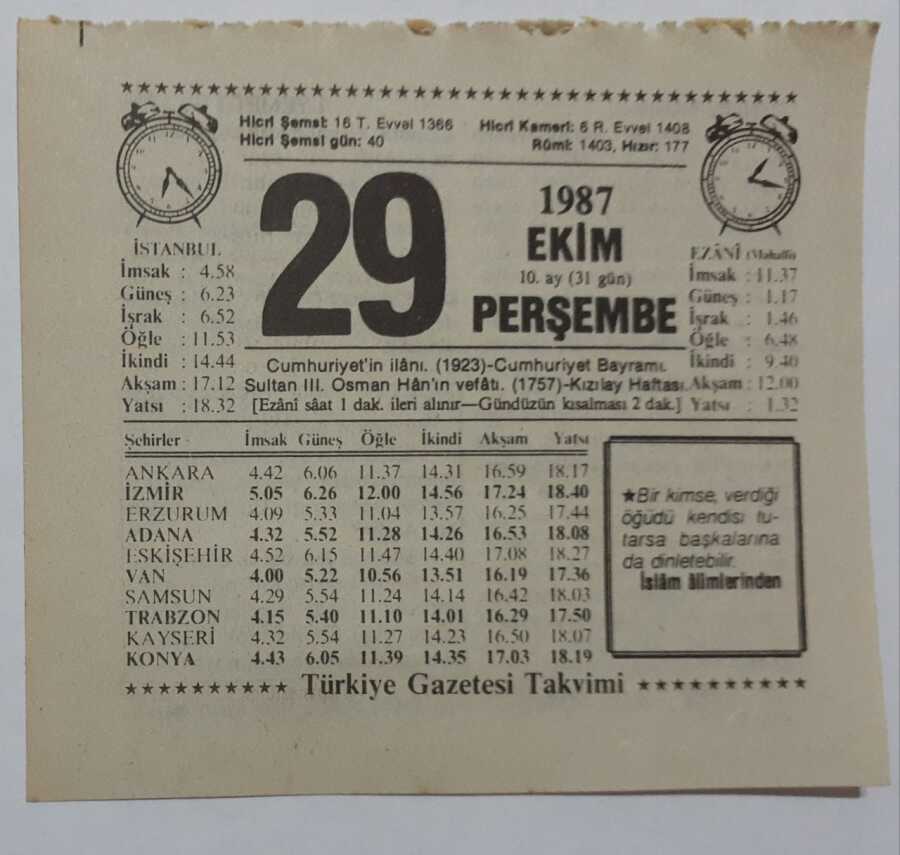 Hicrî Şemsî: 16 T. Evvel 1366
Hicrî Şemsî gün: 40
Hicrî Kamerî: 6 R. Evvel 1408
Rûmî: 1403, Hızır: 177
29
1987
EKİM
10. ay (31 gün)
PERŞEMBE
İSTANBUL
İmsak : 4.58
Güneş : 6.23
İşrak : 6.52
Öğle : 11.53
İkindi : 14.44
Akşam : 17.12
Yatsı : 18.32
EZÂNÎ (Mahallî)
İmsak : 11.37
Güneş : 1.17
İşrak : 1.46
Öğle : 6.48
İkindi : 9.40
Akşam : 12.00
Yatsı : 1.32
Cumhuriyet'in ilânı. (1923)-Cumhuriyet Bayramı.
Sultan III. Osman Hân'ın vefâtı. (1757)-Kızılay Haftası.
[Ezânî sâat 1 dak. ileri alınır—Gündüzün kısalması 2 dak.]
Şehirler İmsak Güneş Öğle İkindi Akşam Yatsı
ANKARA 4.42 6.06 11.37 14.31 16.59 18.17
İZMİR 5.05 6.26 12.00 14.56 17.24 18.40
ERZURUM 4.09 5.33 11.04 13.57 16.25 17.44
ADANA 4.32 5.52 11.28 14.26 16.53 18.08
ESKİŞEHİR 4.52 6.15 11.47 14.40 17.08 18.27
VAN 4.00 5.22 10.56 13.51 16.19 17.36
SAMSUN 4.29 5.54 11.24 14.14 16.42 18.03
TRABZON 4.15 5.40 11.10 14.01 16.29 17.50
KAYSERİ 4.32 5.54 11.27 14.23 16.50 18.07
KONYA 4.43 6.05 11.39 14.35 17.03 18.19
★Bir kimse, verdiği
öğüdü kendisi tu-
tarsa başkalarına
da dinletebilir.
İslâm âlimlerinden
★★★★★★★★★★ Türkiye Gazetesi Takvimi ★★★★★★★★★★